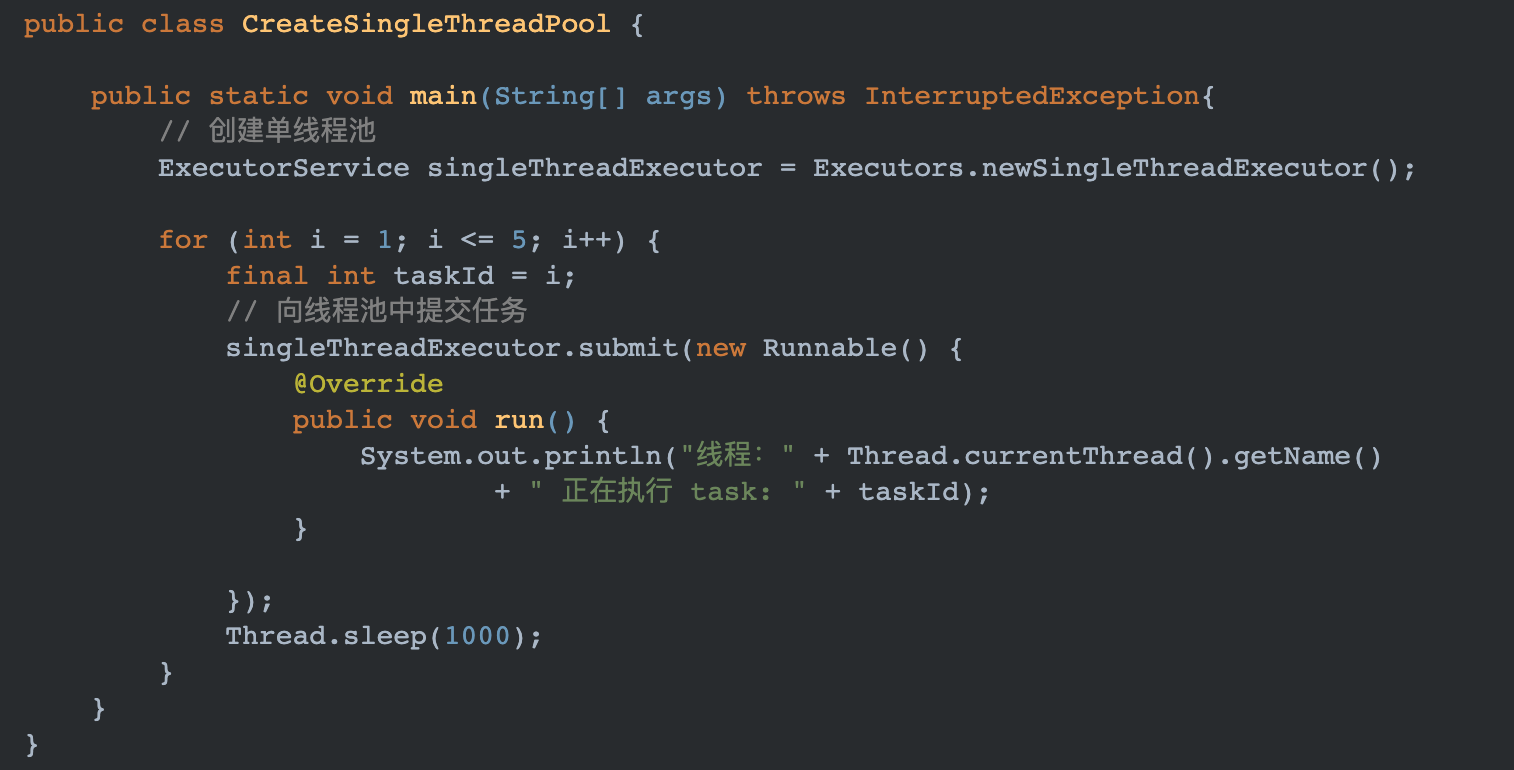 public class CreateSingleThreadPool {
public static void main(String[] args) throws InterruptedException{
// 创建单线程池
ExecutorService singleThreadExecutor = Executors.newSingleThreadExecutor();
for (int i = 1; i <= 5; i++) {
final int taskId = i;
// 向线程池中提交任务
singleThreadExecutor.submit(new Runnable() {
@Override
public void run() {
System.out.println("线程：" + Thread.currentThread().getName()
+ " 正在执行 task: " + taskId);
}
});
Thread.sleep(1000);
}
}
}